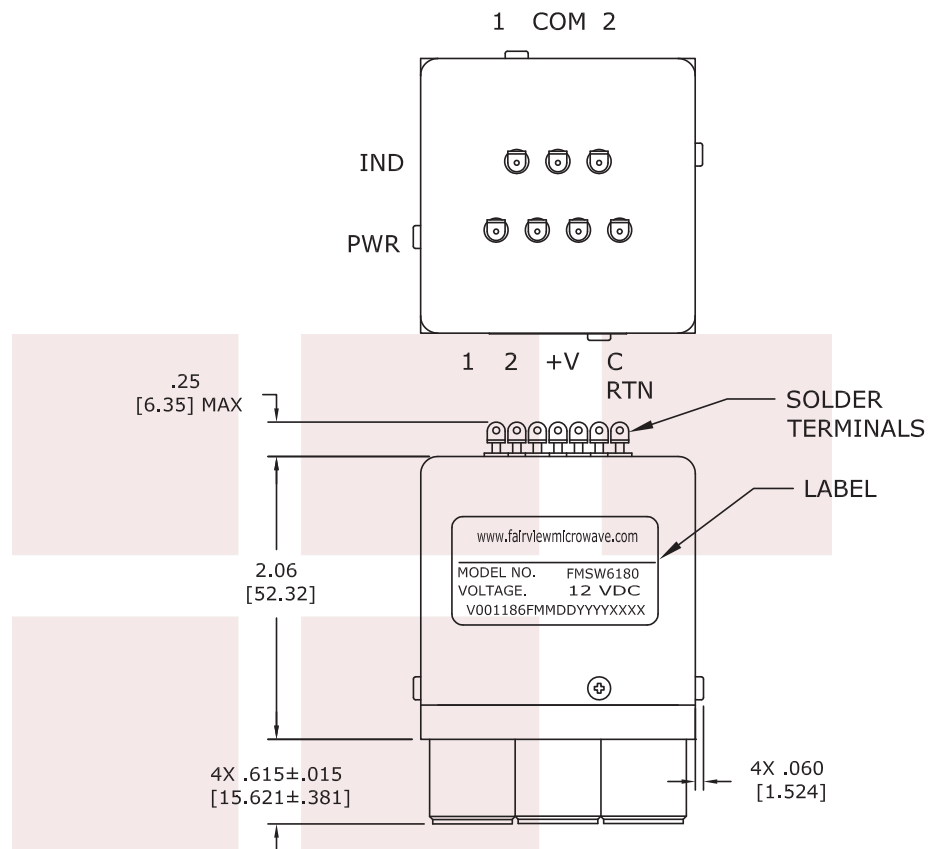 1 COM 2
IND
PWR
1 2 +V C
RTN
.25
[6.35] MAX
SOLDER
TERMINALS
LABEL
www.fairviewmicrowave.com
MODEL NO. FMSW6180
VOLTAGE. 12 VDC
V001186FMMDDYYYYXXXX
2.06
[52.32]
4X .615±.015
[15.621±.381]
4X .060
[1.524]